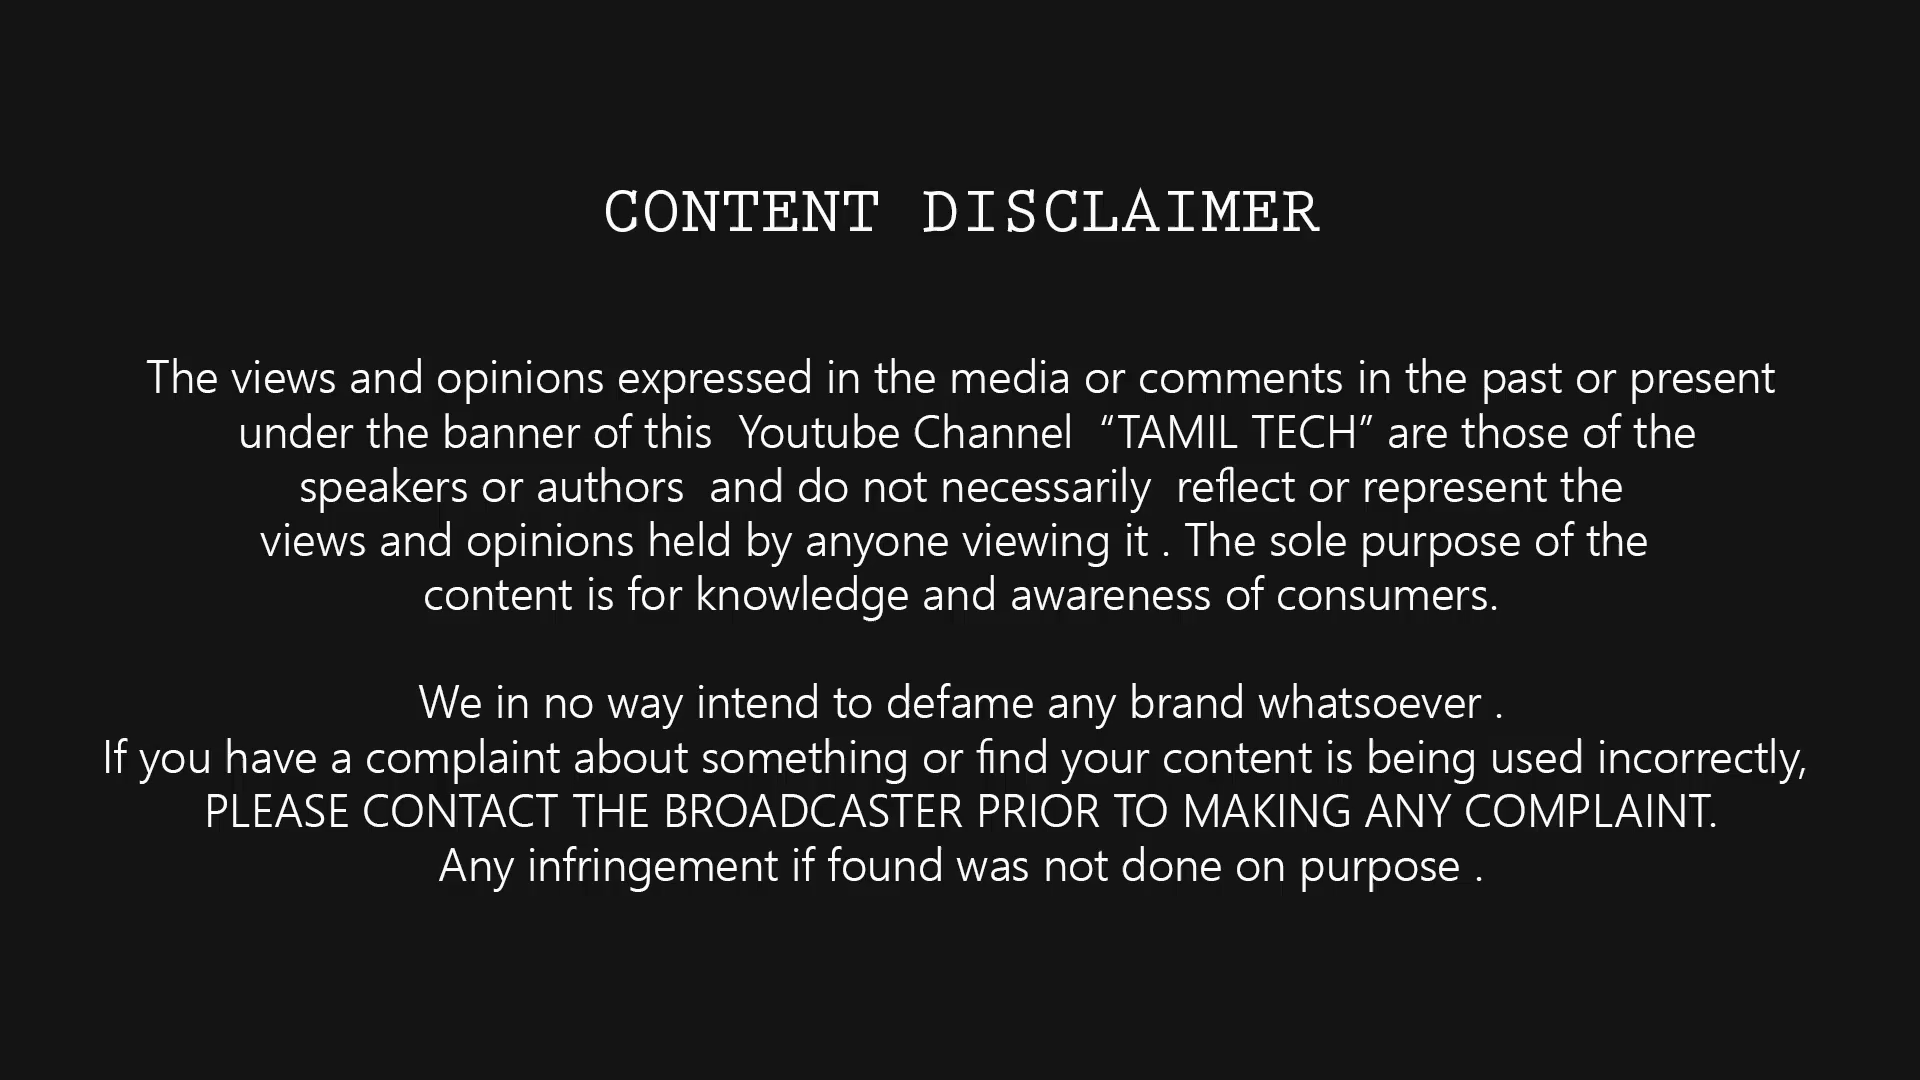 CONTENT DISCLAIMER
The views and opinions expressed in the media or comments in the past or present
under the banner of this Youtube Channel “TAMIL TECH” are those of the
speakers or authors and do not necessarily reflect or represent the
views and opinions held by anyone viewing it . The sole purpose of the
content is for knowledge and awareness of consumers.
We in no way intend to defame any brand whatsoever .
If you have a complaint about something or find your content is being used incorrectly,
PLEASE CONTACT THE BROADCASTER PRIOR TO MAKING ANY COMPLAINT.
Any infringement if found was not done on purpose .